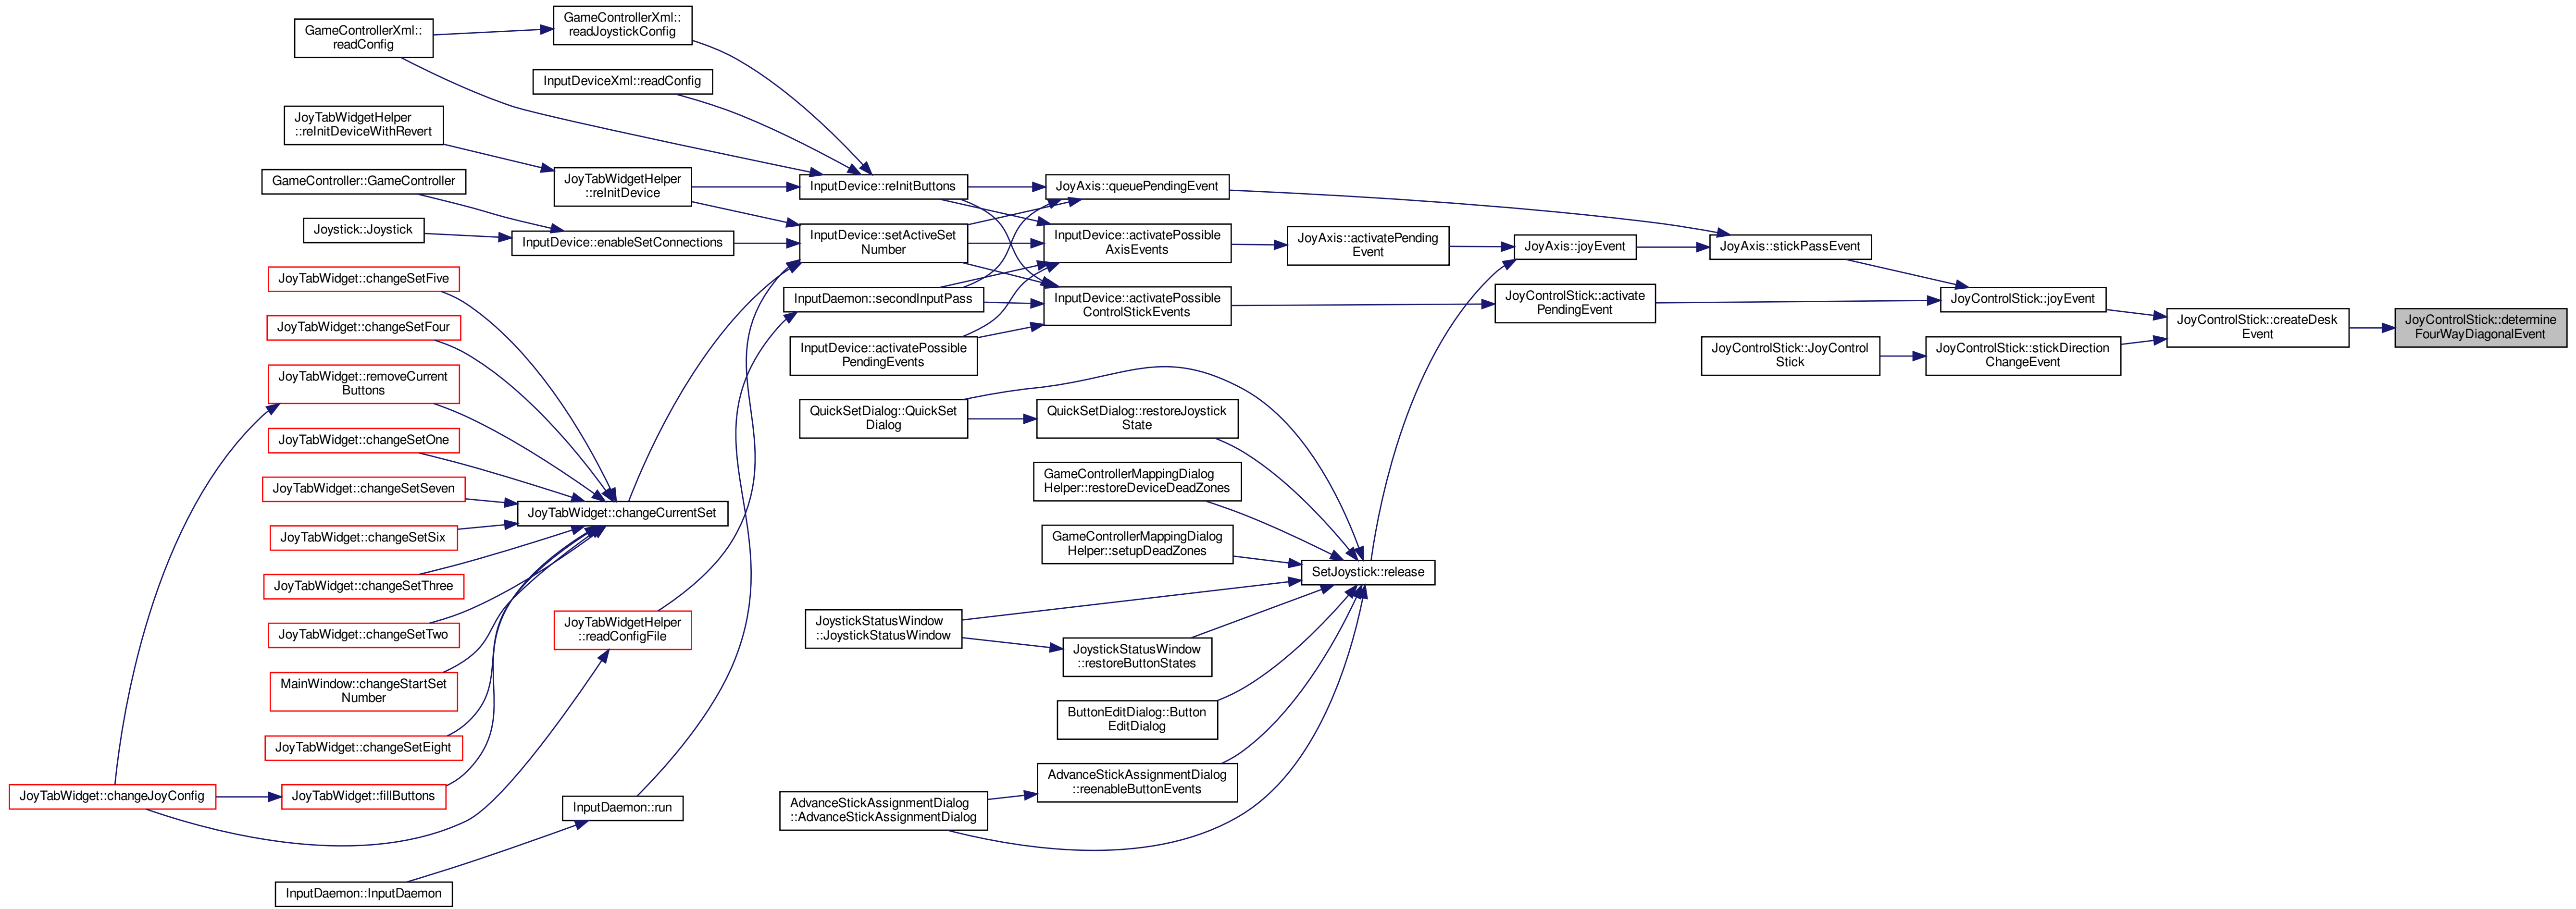 GameControllerXml::
readJoystickConfig
GameControllerXml::
readConfig
InputDeviceXml::readConfig
JoyTabWidgetHelper
::reInitDeviceWithRevert
GameController::GameController
JoyTabWidgetHelper
::reInitDevice
InputDevice::reInitButtons
JoyAxis::queuePendingEvent
Joystick::Joystick
InputDevice::enableSetConnections
InputDevice::setActiveSet
Number
InputDevice::activatePossible
AxisEvents
JoyAxis::activatePending
Event
JoyAxis::joyEvent
JoyAxis::stickPassEvent
JoyTabWidget::changeSetFive
InputDaemon::secondInputPass
InputDevice::activatePossible
ControlStickEvents
JoyControlStick::activate
PendingEvent
JoyControlStick::joyEvent
JoyTabWidget::changeSetFour
JoyControlStick::createDesk
Event
JoyControlStick::determine
FourWayDiagonalEvent
InputDevice::activatePossible
PendingEvents
JoyControlStick::JoyControl
Stick
JoyControlStick::stickDirection
ChangeEvent
JoyTabWidget::removeCurrent
Buttons
QuickSetDialog::QuickSet
Dialog
QuickSetDialog::restoreJoystick
State
JoyTabWidget::changeSetOne
GameControllerMappingDialog
Helper::restoreDeviceDeadZones
JoyTabWidget::changeSetSeven
JoyTabWidget::changeCurrentSet
JoyTabWidget::changeSetSix
GameControllerMappingDialog
Helper::setupDeadZones
SetJoystick::release
JoyTabWidget::changeSetThree
JoyTabWidget::changeSetTwo
JoyTabWidgetHelper
::readConfigFile
JoystickStatusWindow
::JoystickStatusWindow
JoystickStatusWindow
::restoreButtonStates
MainWindow::changeStartSet
Number
ButtonEditDialog::Button
EditDialog
JoyTabWidget::changeSetEight
JoyTabWidget::changeJoyConfig
JoyTabWidget::fillButtons
InputDaemon::run
AdvanceStickAssignmentDialog
::AdvanceStickAssignmentDialog
AdvanceStickAssignmentDialog
::reenableButtonEvents
InputDaemon::InputDaemon